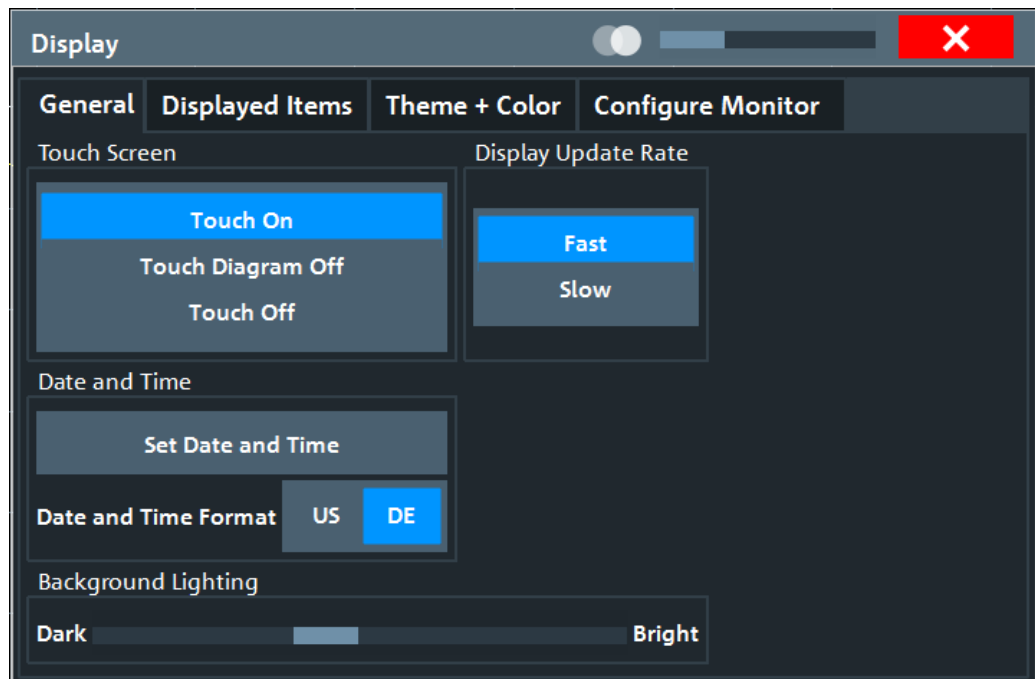 Display
General Displayed Items Theme + Color Configure Monitor
Touch Screen Display Update Rate
Touch On
Fast
Touch Diagram Off
Slow
Touch Off
Date and Time
Set Date and Time
Date and Time Format US DE
Background Lighting
Dark Bright